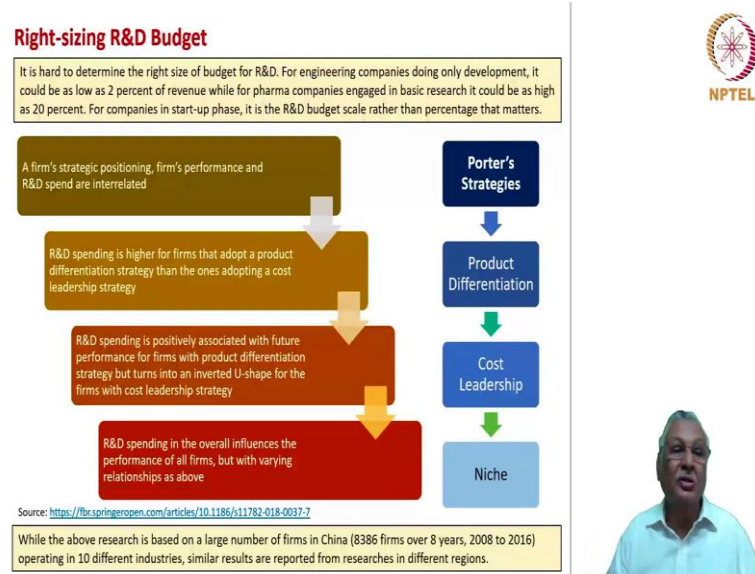 Right-sizing R&D Budget
NPTEL
It is hard to determine the right size of budget for R&D. For engineering companies doing only development, it
could be as low as 2 percent of revenue while for pharma companies engaged in basic research it could be as high
as 20 percent. For companies in start-up phase, it is the R&D budget scale rather than percentage that matters.
A firm's strategic positioning, firm's performance and
R&D spend are interrelated
R&D spending is higher for firms that adopt a product
differentiation strategy than the ones adopting a cost
leadership strategy
R&D spending is positively associated with future
performance for firms with product differentiation
strategy but turns into an inverted U-shape for the
firms with cost leadership strategy
R&D spending in the overall influences the
performance of all firms, but with varying
relationships as above
Porter's
Strategies
Product
Differentiation
Cost
Leadership
Niche
Source: https://fbr.springeropen.com/articles/10.1186/s11782-018-0037-7
While the above research is based on a large number of firms in China (8386 firms over 8 years, 2008 to 2016)
operating in 10 different industries, similar results are reported from researches in different regions.